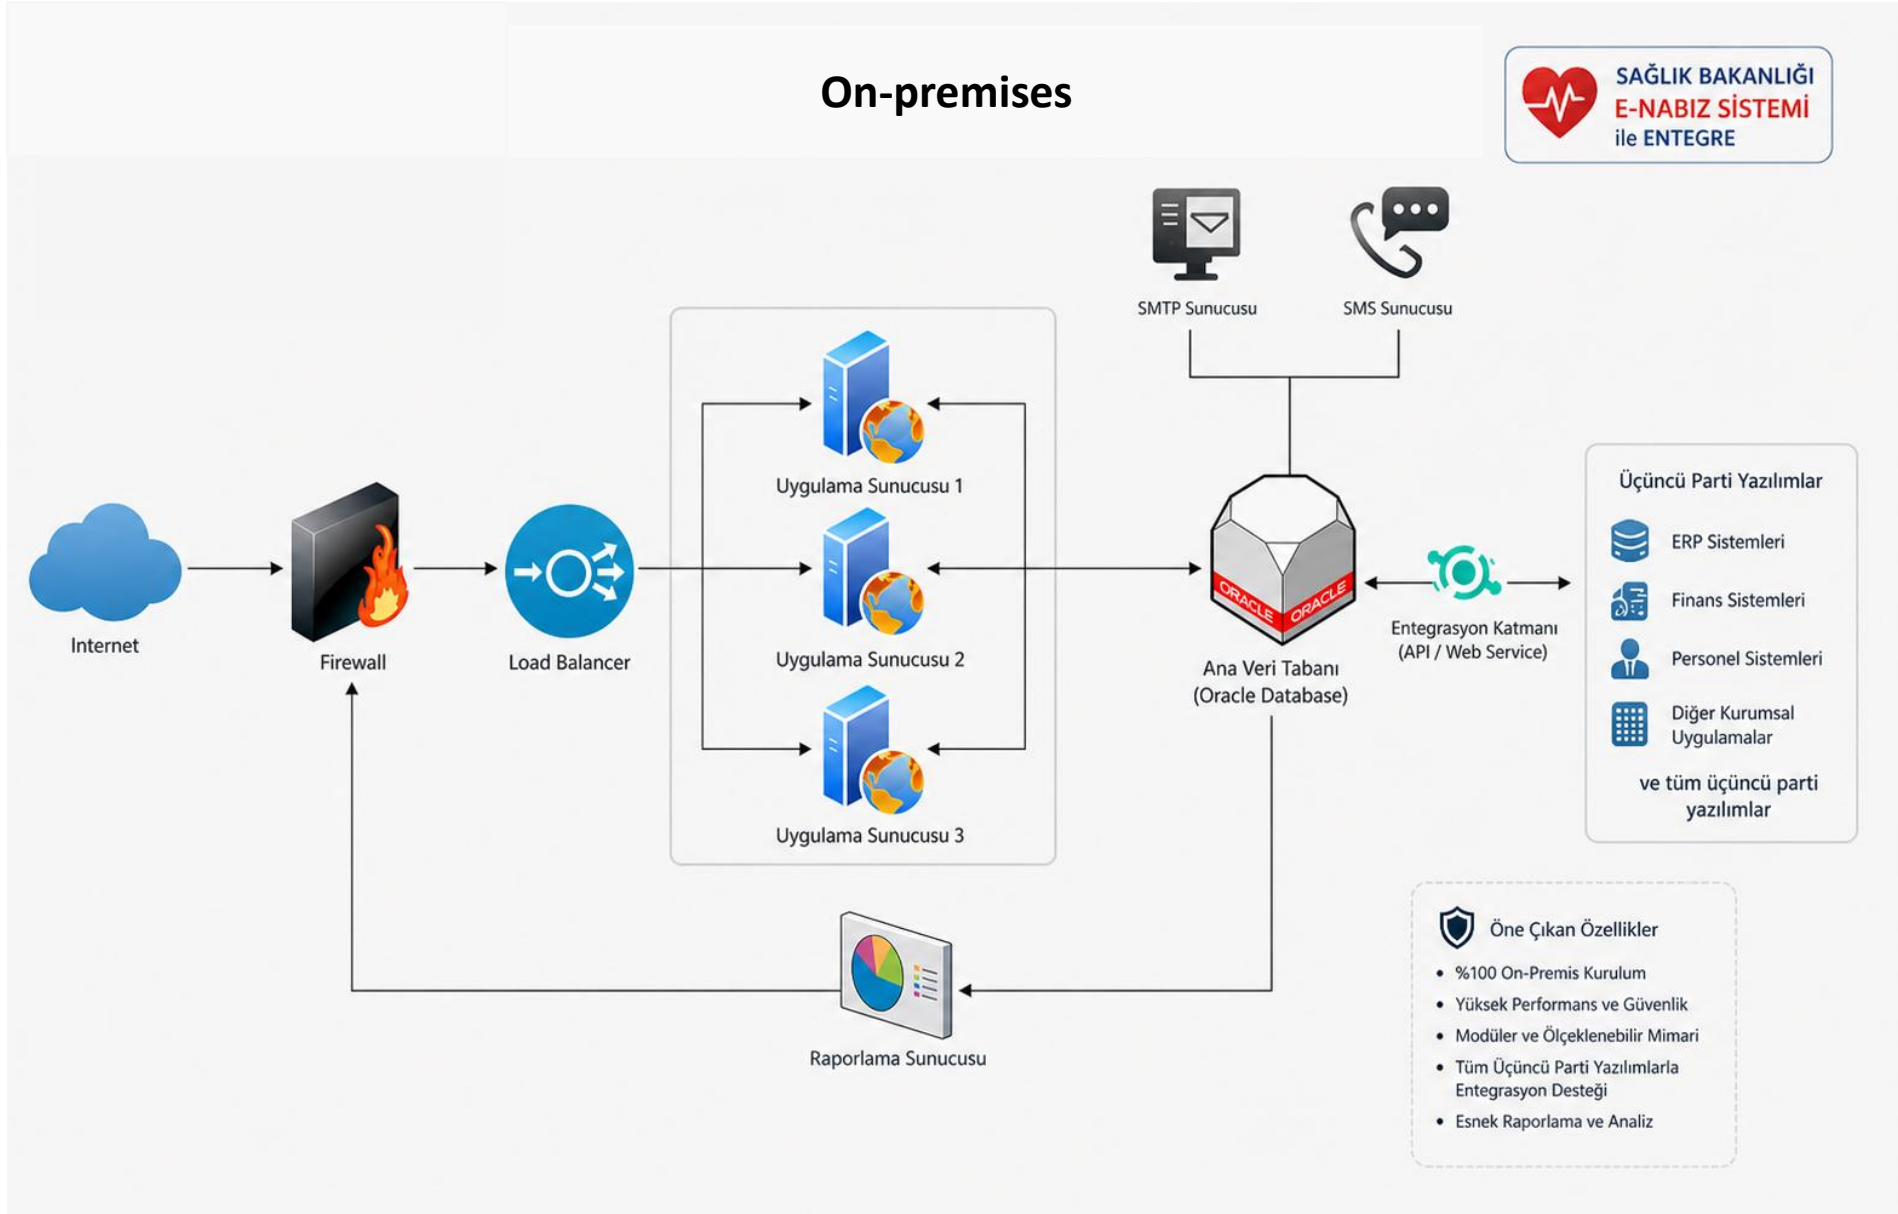 On-premises
SAĞLIK BAKANLIĞI
E-NABIZ SİSTEMİ
ile ENTEGRE
SMTP Sunucusu
SMS Sunucusu
Uygulama Sunucusu 1
Uygulama Sunucusu 2
Uygulama Sunucusu 3
Internet
Firewall
Load Balancer
ORACLE ORACLE
Ana Veri Tabanı
(Oracle Database)
Entegrasyon Katmanı
(API / Web Service)
Üçüncü Parti Yazılımlar
ERP Sistemleri
Finans Sistemleri
Personel Sistemleri
Diğer Kurumsal
Uygulamalar
ve tüm üçüncü parti
yazılımlar
Raporlama Sunucusu
Öne Çıkan Özellikler
• %100 On-Premis Kurulum
• Yüksek Performans ve Güvenlik
• Modüler ve Ölçeklenebilir Mimari
• Tüm Üçüncü Parti Yazılımlarla
Entegrasyon Desteği
• Esnek Raporlama ve Analiz